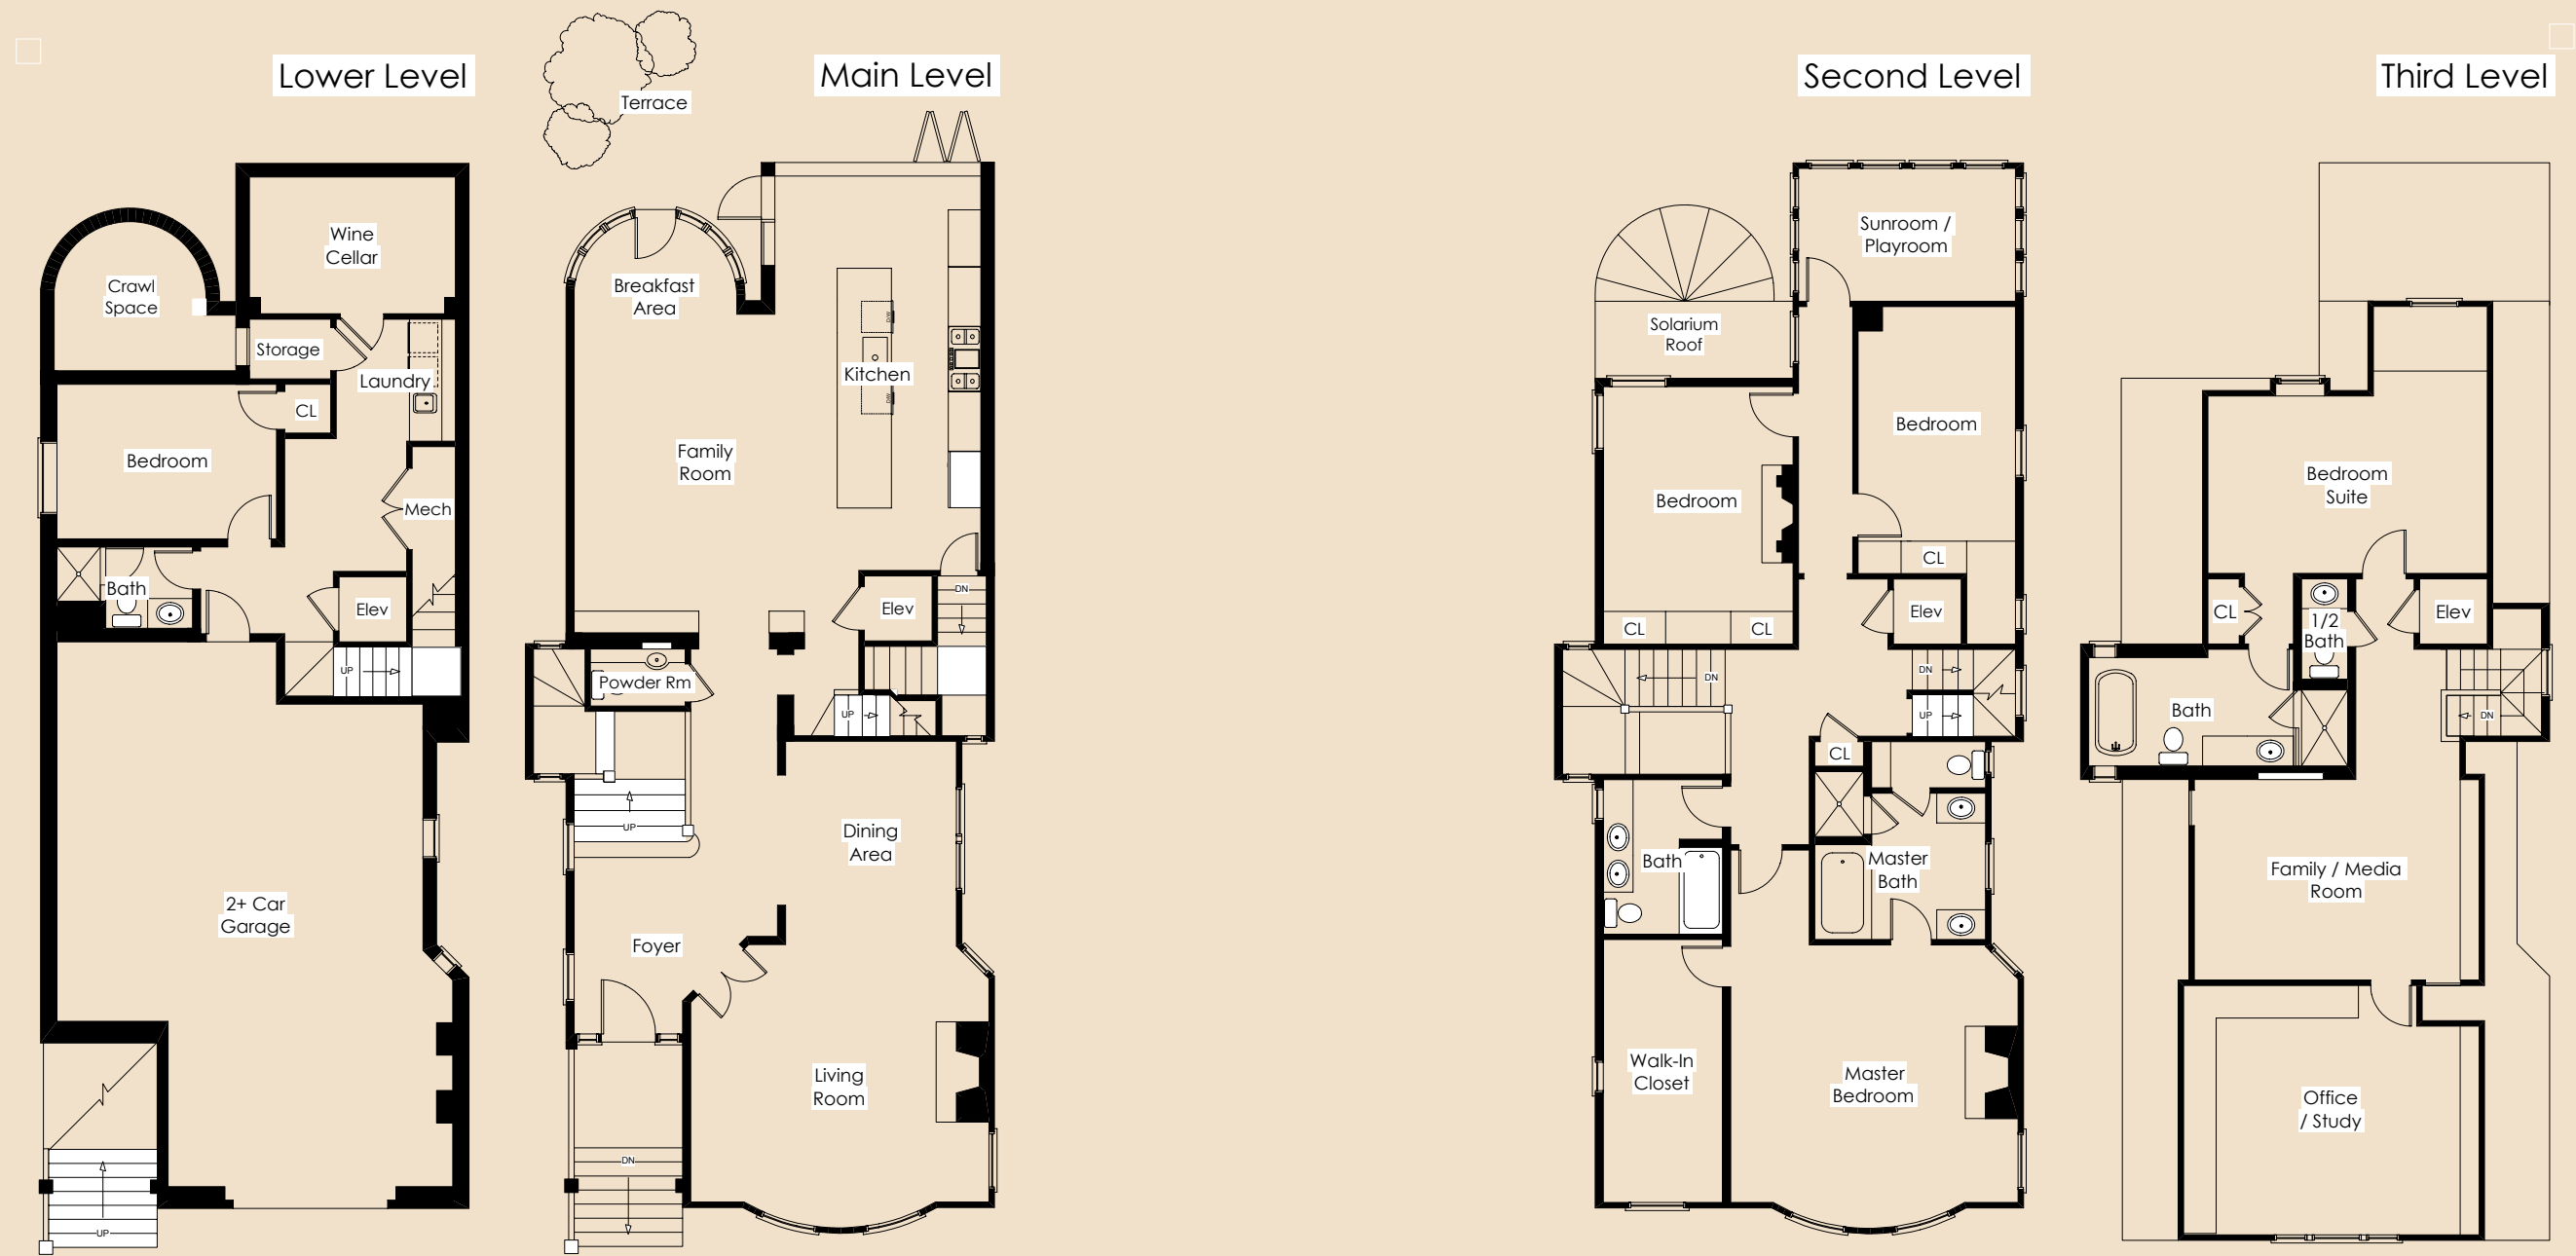 Lower Level
Wine
Cellar
Crawl
Space
Storage
Laundry
CL
Bedroom
Mech
Bath
Elev
UP
2+ Car
Garage
UP
Main Level
Terrace
Breakfast
Area
DW
Kitchen
DW
Family
Room
DN
Elev
Powder Rm
UP
UP
Dining
Area
Foyer
Living
Room
DN
Second Level
Sunroom /
Playroom
Solarium
Roof
Bedroom
Bedroom
CL
Elev
CL
CL
DN
DN
UP
CL
Bath
Master
Bath
Walk-In
Closet
Master
Bedroom
Third Level
Bedroom
Suite
CL
1/2
Bath
Elev
Bath
DN
Family / Media
Room
Office
/ Study